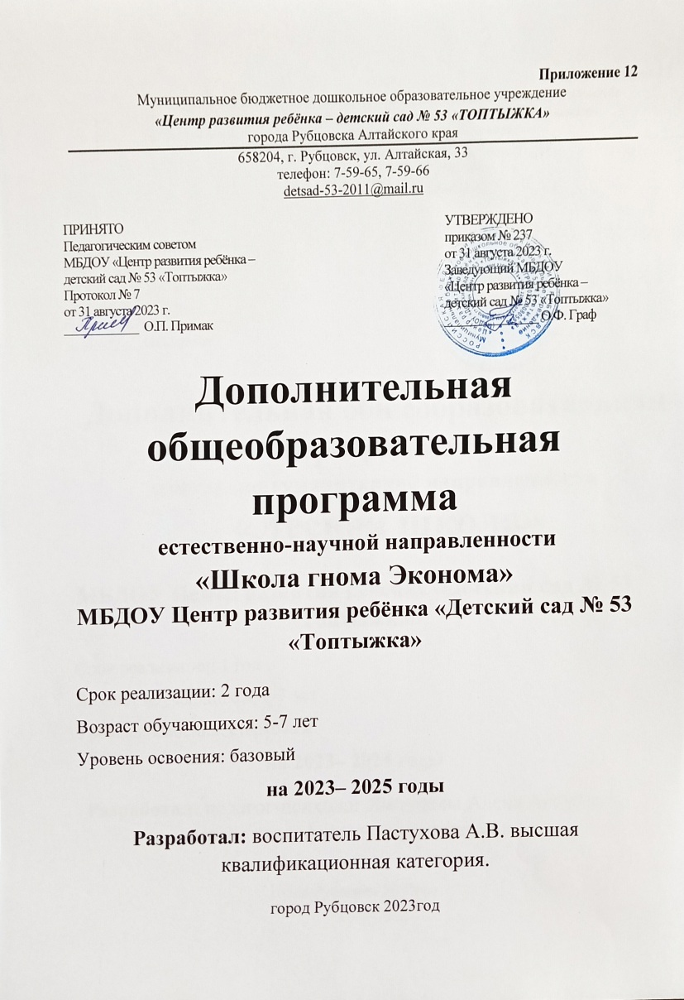 Приложение 12
Муниципальное бюджетное дошкольное образовательное учреждение
«Центр развития ребёнка – детский сад № 53 «ТОПТЫЖКА»
города Рубцовска Алтайского края
658204, г. Рубцовск, ул. Алтайская, 33
телефон: 7-59-65, 7-59-66
detsad-53-2011@mail.ru
ПРИНЯТО
Педагогическим советом
МБДОУ «Центр развития ребёнка –
детский сад № 53 «Топтыжка»
Протокол № 7
от 31 августа 2023 г.
О.П. Примак
УТВЕРЖДЕНО
приказом № 237
от 31 августа 2023 г.
Заведующий МБДОУ
«Центр развития ребёнка –
детский сад № 53 «Топтыжка»
О.Ф. Граф
Дополнительная
общеобразовательная
программа
естественно-научной направленности
«Школа гнома Эконома»
МБДОУ Центр развития ребёнка «Детский сад № 53
«Топтыжка»
Срок реализации: 2 года
Возраст обучающихся: 5-7 лет
Уровень освоения: базовый
на 2023– 2025 годы
Разработал: воспитатель Пастухова А.В. высшая
квалификационная категория.
город Рубцовск 2023год